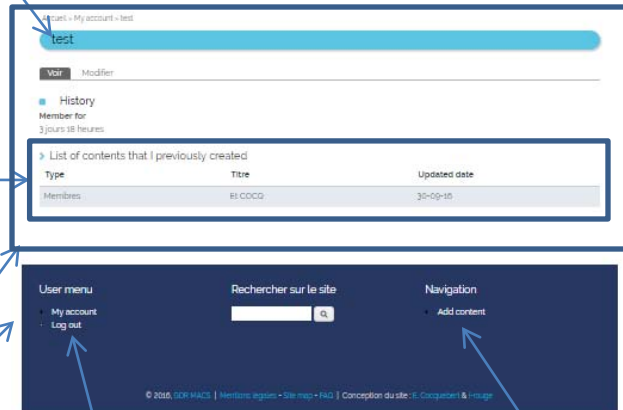 Accueil » My account » test
test
Voir Modifier
History
Member for
3 jours 18 heures
List of contents that I previously created
Type Titre Updated date
Membres Et COCQ 30-09-16
User menu Rechercher sur le site Navigation
My account Add content
Log out
© 2016, GDR MACS | Mentions légales - Site map - FAQ | Conception du site : E. Cocquebert & i-rouge